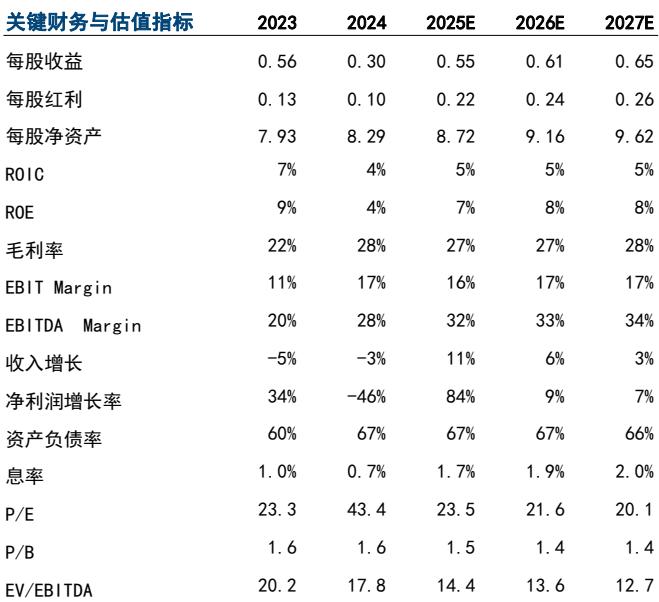 关键财务与估值指标 2023 2024 2025E 2026E 2027E
每股收益 0.56 0.30 0.55 0.61 0.65
每股红利 0.13 0.10 0.22 0.24 0.26
每股净资产 7.93 8.29 8.72 9.16 9.62
ROIC 7% 4% 5% 5% 5%
ROE 9% 4% 7% 8% 8%
毛利率 22% 28% 27% 27% 28%
EBIT Margin 11% 17% 16% 17% 17%
EBITDA Margin 20% 28% 32% 33% 34%
收入增长 -5% -3% 11% 6% 3%
净利润增长率 34% -46% 84% 9% 7%
资产负债率 60% 67% 67% 67% 66%
息率 1.0% 0.7% 1.7% 1.9% 2.0%
P/E 23.3 43.4 23.5 21.6 20.1
P/B 1.6 1.6 1.5 1.4 1.4
EV/EBITDA 20.2 17.8 14.4 13.6 12.7